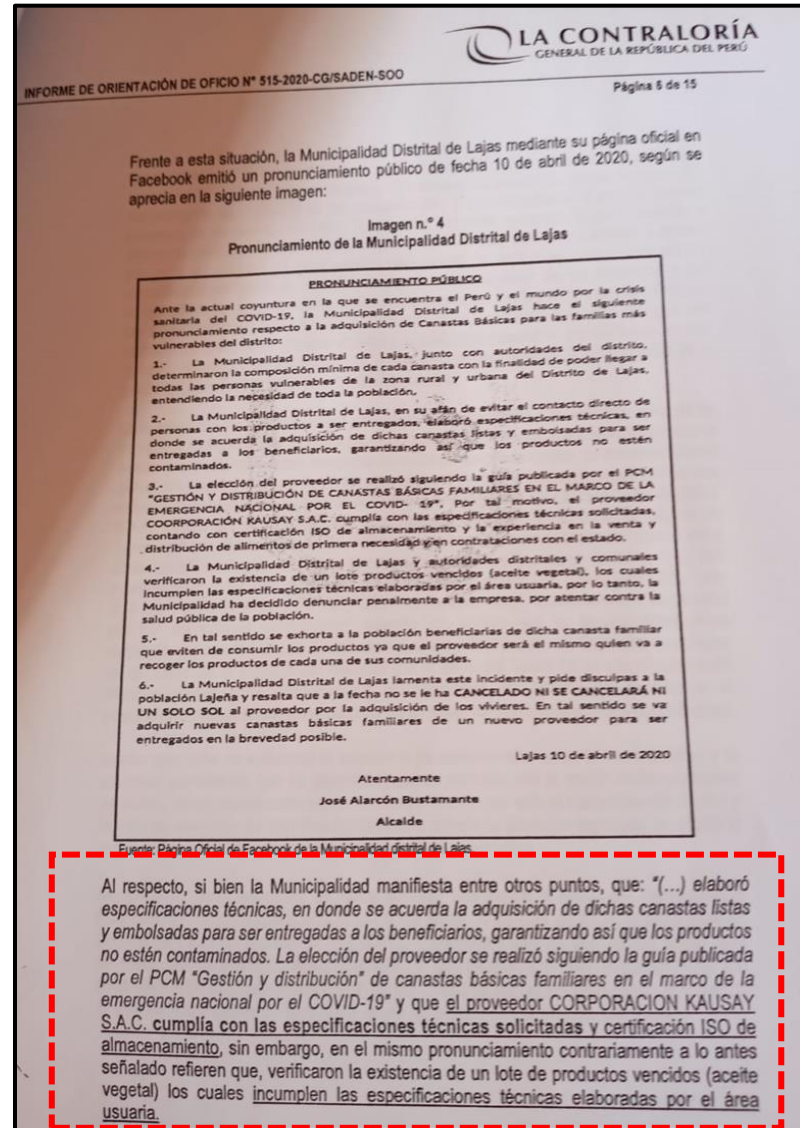 LA CONTRALORÍA
GENERAL DE LA REPÚBLICA DEL PERÚ
INFORME DE ORIENTACIÓN DE OFICIO N° 515-2020-CG/SADEN-SOO
Página 6 de 15
Frente a esta situación, la Municipalidad Distrital de Lajas mediante su página oficial en
Facebook emitió un pronunciamiento público de fecha 10 de abril de 2020, según se
aprecia en la siguiente imagen:
Imagen n.° 4
Pronunciamiento de la Municipalidad Distrital de Lajas
PRONUNCIAMIENTO PÚBLICO
Ante la actual coyuntura en la que se encuentra el Perú y el mundo por la crisis
sanitaria del COVID-19, la Municipalidad Distrital de Lajas hace el siguiente
pronunciamiento respecto a la adquisición de Canastas Básicas para las familias más
vulnerables del distrito:
1.- La Municipalidad Distrital de Lajas, junto con autoridades del distrito,
determinaron la composición mínima de cada canasta con la finalidad de poder llegar a
todas las personas vulnerables de la zona rural y urbana del Distrito de Lajas,
entendiendo la necesidad de toda la población.
2.- La Municipalidad Distrital de Lajas, en su afán de evitar el contacto directo de
personas con los productos a ser entregados, elaboró especificaciones técnicas, en
donde se acuerda la adquisición de dichas canastas listas y embolsadas para ser
entregadas a los beneficiarios, garantizando así que los productos no estén
contaminados.
3.- La elección del proveedor se realizó siguiendo la guía publicada por el PCM
"GESTIÓN Y DISTRIBUCIÓN DE CANASTAS BÁSICAS FAMILIARES EN EL MARCO DE LA
EMERGENCIA NACIONAL POR EL COVID- 19". Por tal motivo, el proveedor
COORPORACIÓN KAUSAY S.A.C. cumplía con las especificaciones técnicas solicitadas,
contando con certificación ISO de almacenamiento y la experiencia en la venta y
distribución de alimentos de primera necesidad y en contrataciones con el estado.
4.- La Municipalidad Distrital de Lajas y autoridades distritales y comunales
verificaron la existencia de un lote productos vencidos (aceite vegetal), los cuales
incumplen las especificaciones técnicas elaboradas por el área usuaria, por lo tanto, la
Municipalidad ha decidido denunciar penalmente a la empresa, por atentar contra la
salud pública de la población.
5.- En tal sentido se exhorta a la población beneficiarias de dicha canasta familiar
que eviten de consumir los productos ya que el proveedor será el mismo quien va a
recoger los productos de cada una de sus comunidades.
6.- La Municipalidad Distrital de Lajas lamenta este incidente y pide disculpas a la
población Lajeña y resalta que a la fecha no se le ha CANCELADO NI SE CANCELARÁ NI
UN SOLO SOL al proveedor por la adquisición de los vivieres. En tal sentido se va
adquirir nuevas canastas básicas familiares de un nuevo proveedor para ser
entregados en la brevedad posible.
Lajas 10 de abril de 2020
Atentamente
José Alarcón Bustamante
Alcalde
Fuente: Página Oficial de Facebook de la Municipalidad distrital de Lajas.
Al respecto, si bien la Municipalidad manifiesta entre otros puntos, que: "(...) elaboró
especificaciones técnicas, en donde se acuerda la adquisición de dichas canastas listas
y embolsadas para ser entregadas a los beneficiarios, garantizando así que los productos
no estén contaminados. La elección del proveedor se realizó siguiendo la guía publicada
por el PCM "Gestión y distribución" de canastas básicas familiares en el marco de la
emergencia nacional por el COVID-19" y que el proveedor CORPORACION KAUSAY
S.A.C. cumplía con las especificaciones técnicas solicitadas y certificación ISO de
almacenamiento, sin embargo, en el mismo pronunciamiento contrariamente a lo antes
señalado refieren que, verificaron la existencia de un lote de productos vencidos (aceite
vegetal) los cuales incumplen las especificaciones técnicas elaboradas por el área
usuaria.